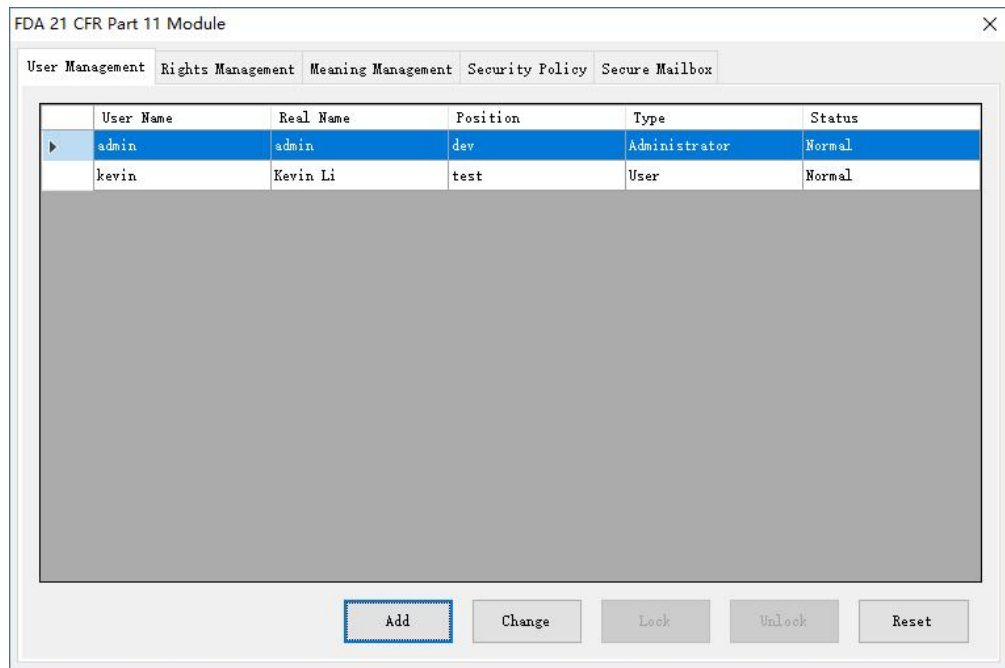 FDA 21 CFR Part 11 Module
User Management Rights Management Meaning Management Security Policy Secure Mailbox
User Name Real Name Position Type Status
admin admin dev Administrator Normal
kevin Kevin Li test User Normal
Add Change Lock Unlock Reset